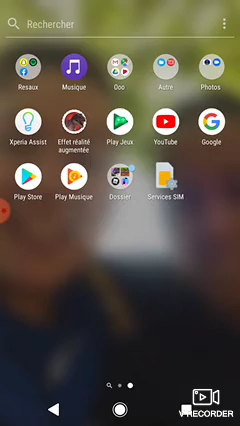 Rechercher
Resaux
Musique
Goo
Autre
Photos
Xperia Assist
Effet réalité
augmentée
Play Jeux
YouTube
Google
Play Store
Play Musique
Dossier
Services SIM
V RECORDER